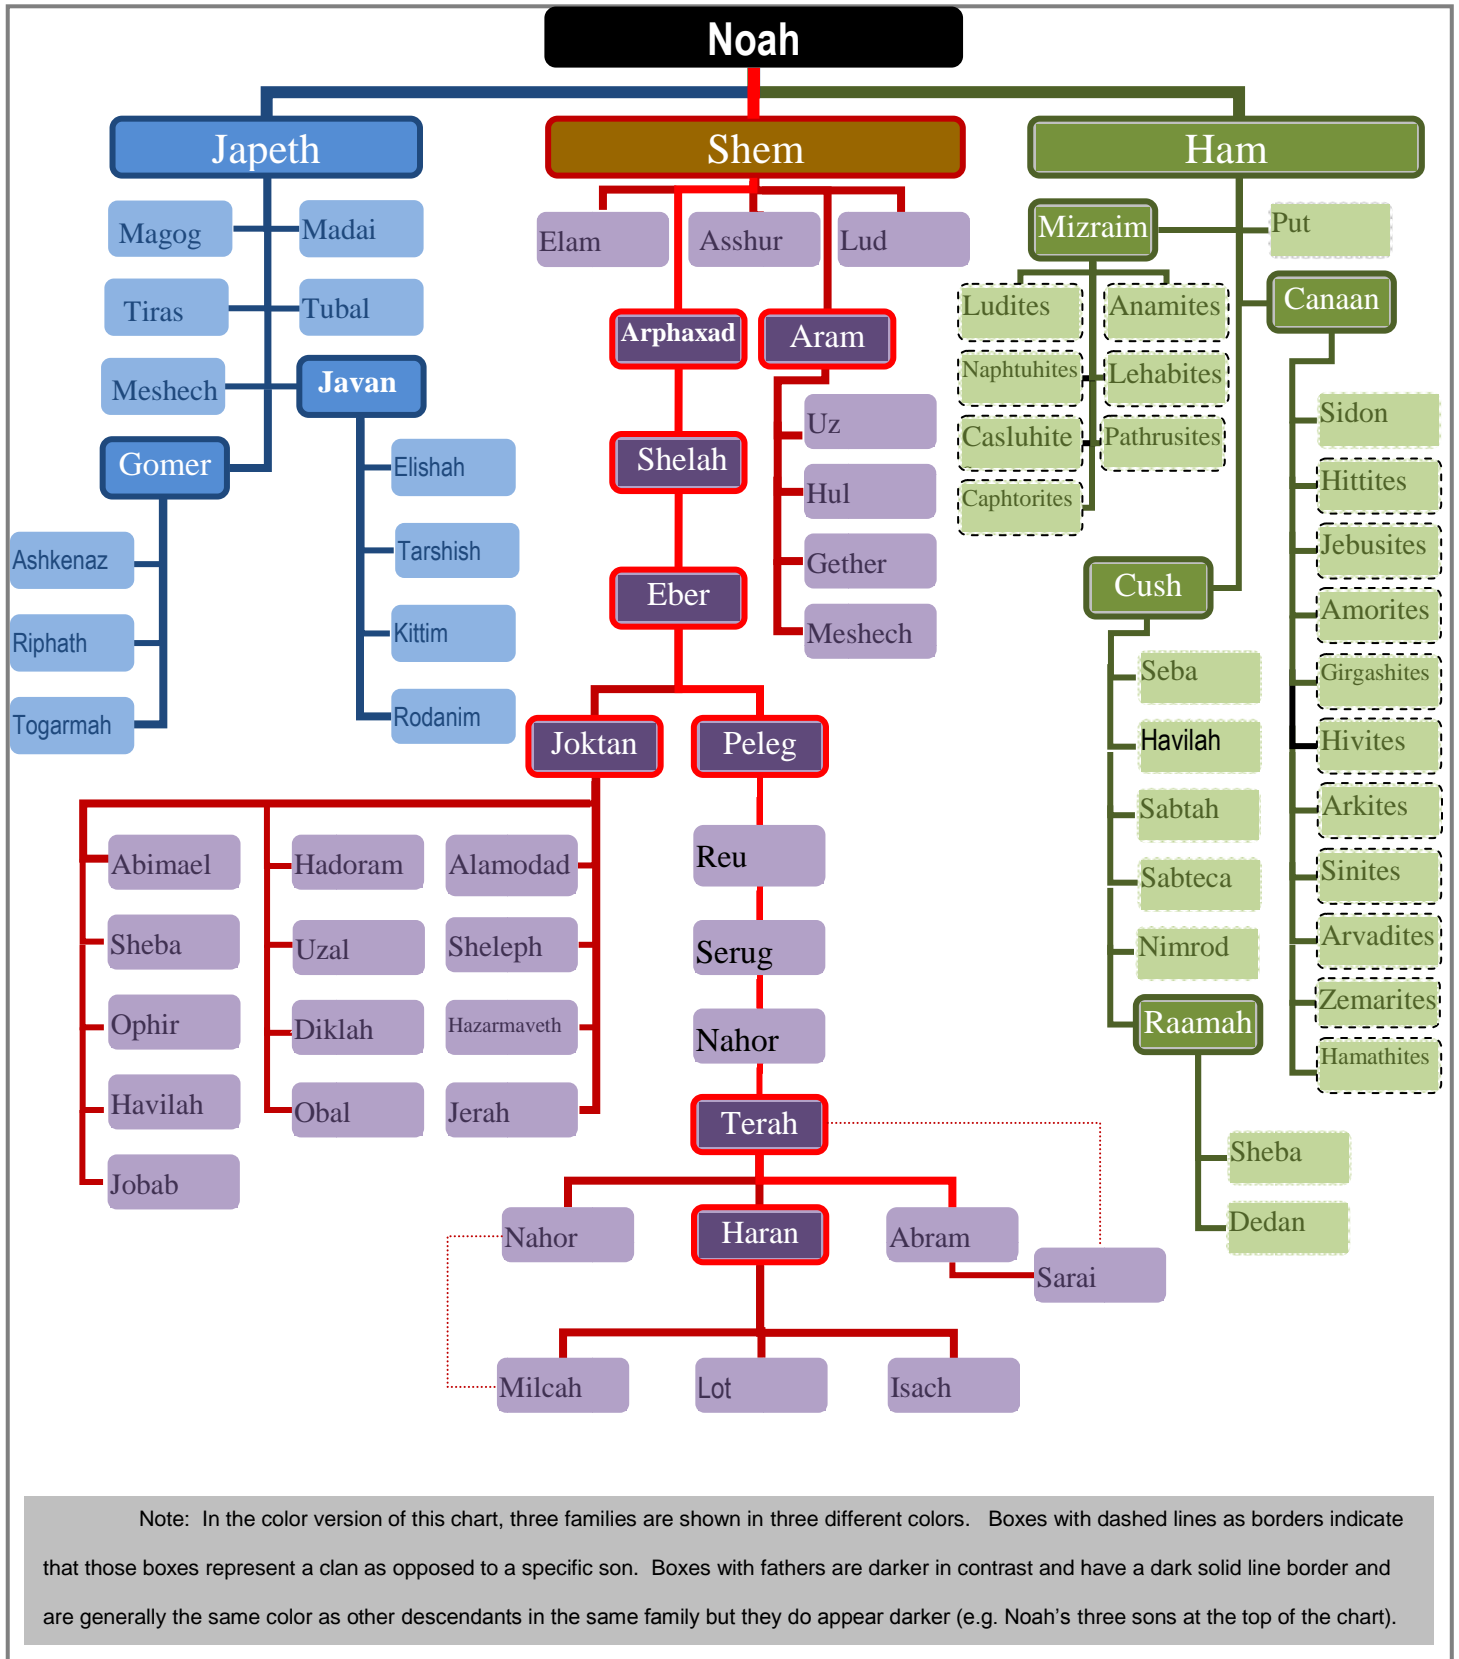 Noah
Japeth
Shem
Ham
Magog
Madai
Tiras
Tubal
Meshech
Javan
Gomer
Elishah
Ashkenaz
Tarshish
Riphath
Kittim
Togarmah
Rodanim
Elam
Asshur
Lud
Arphaxad
Aram
Uz
Shelah
Hul
Gether
Eber
Meshech
Joktan
Peleg
Abimael
Hadoram
Alamodad
Sheba
Uzal
Sheleph
Ophir
Diklah
Hazarmaveth
Havilah
Obal
Jerah
Jobab
Reu
Serug
Nahor
Terah
Nahor
Haran
Abram
Sarai
Milcah
Lot
Isach
Mizraim
Put
Canaan
Ludites
Anamites
Naphtuhites
Lehabites
Casluhite
Pathrusites
Caphtorites
Sidon
Hittites
Jebusites
Amorites
Girgashites
Hivites
Arkites
Sinites
Arvadites
Zemarites
Hamathites
Cush
Seba
Havilah
Sabtah
Sabteca
Nimrod
Raamah
Sheba
Dedan
Note: In the color version of this chart, three families are shown in three different colors. Boxes with dashed lines as borders indicate
that those boxes represent a clan as opposed to a specific son. Boxes with fathers are darker in contrast and have a dark solid line border and
are generally the same color as other descendants in the same family but they do appear darker (e.g. Noah's three sons at the top of the chart).